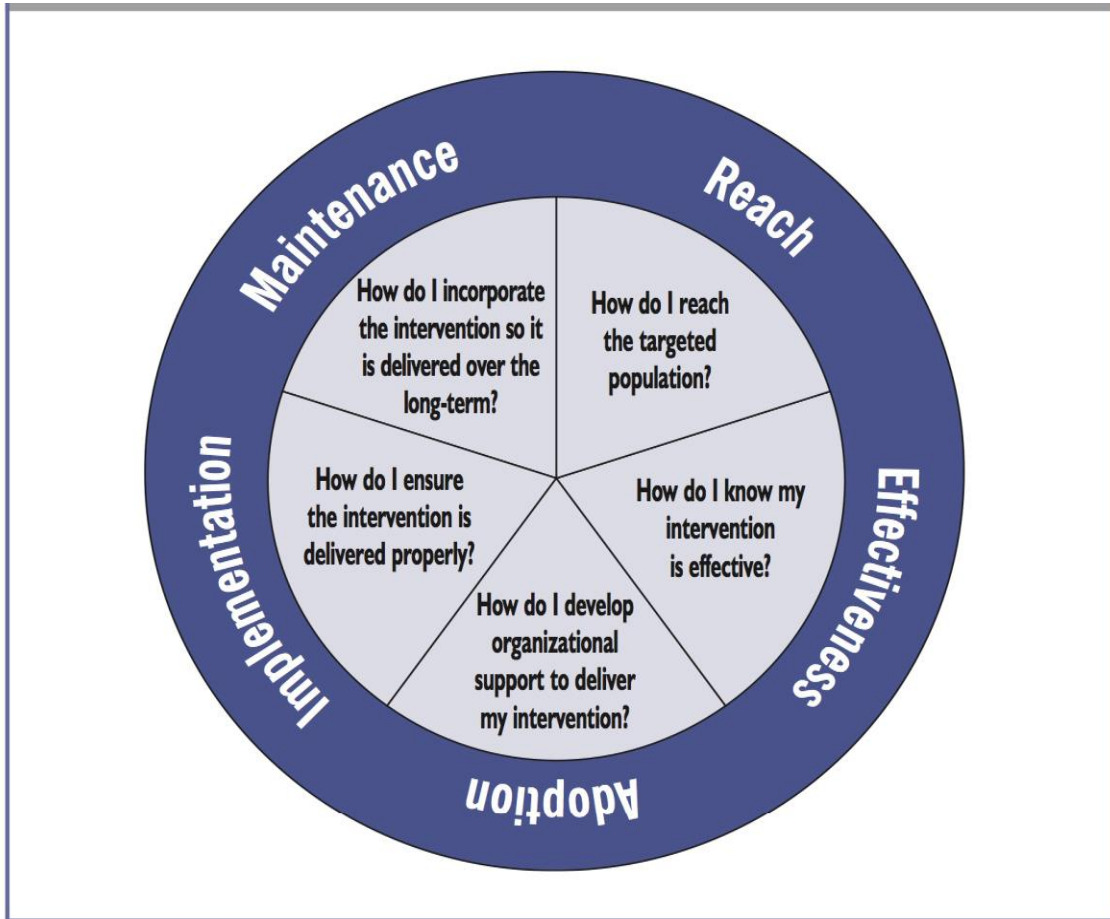 Reach
How do I reach
the targeted
population?
Effectiveness
How do I know my
intervention
is effective?
Adoption
How do I develop
organizational
support to deliver
my intervention?
Implementation
How do I ensure
the intervention is
delivered properly?
Maintenance
How do I incorporate
the intervention so it
is delivered over the
long-term?